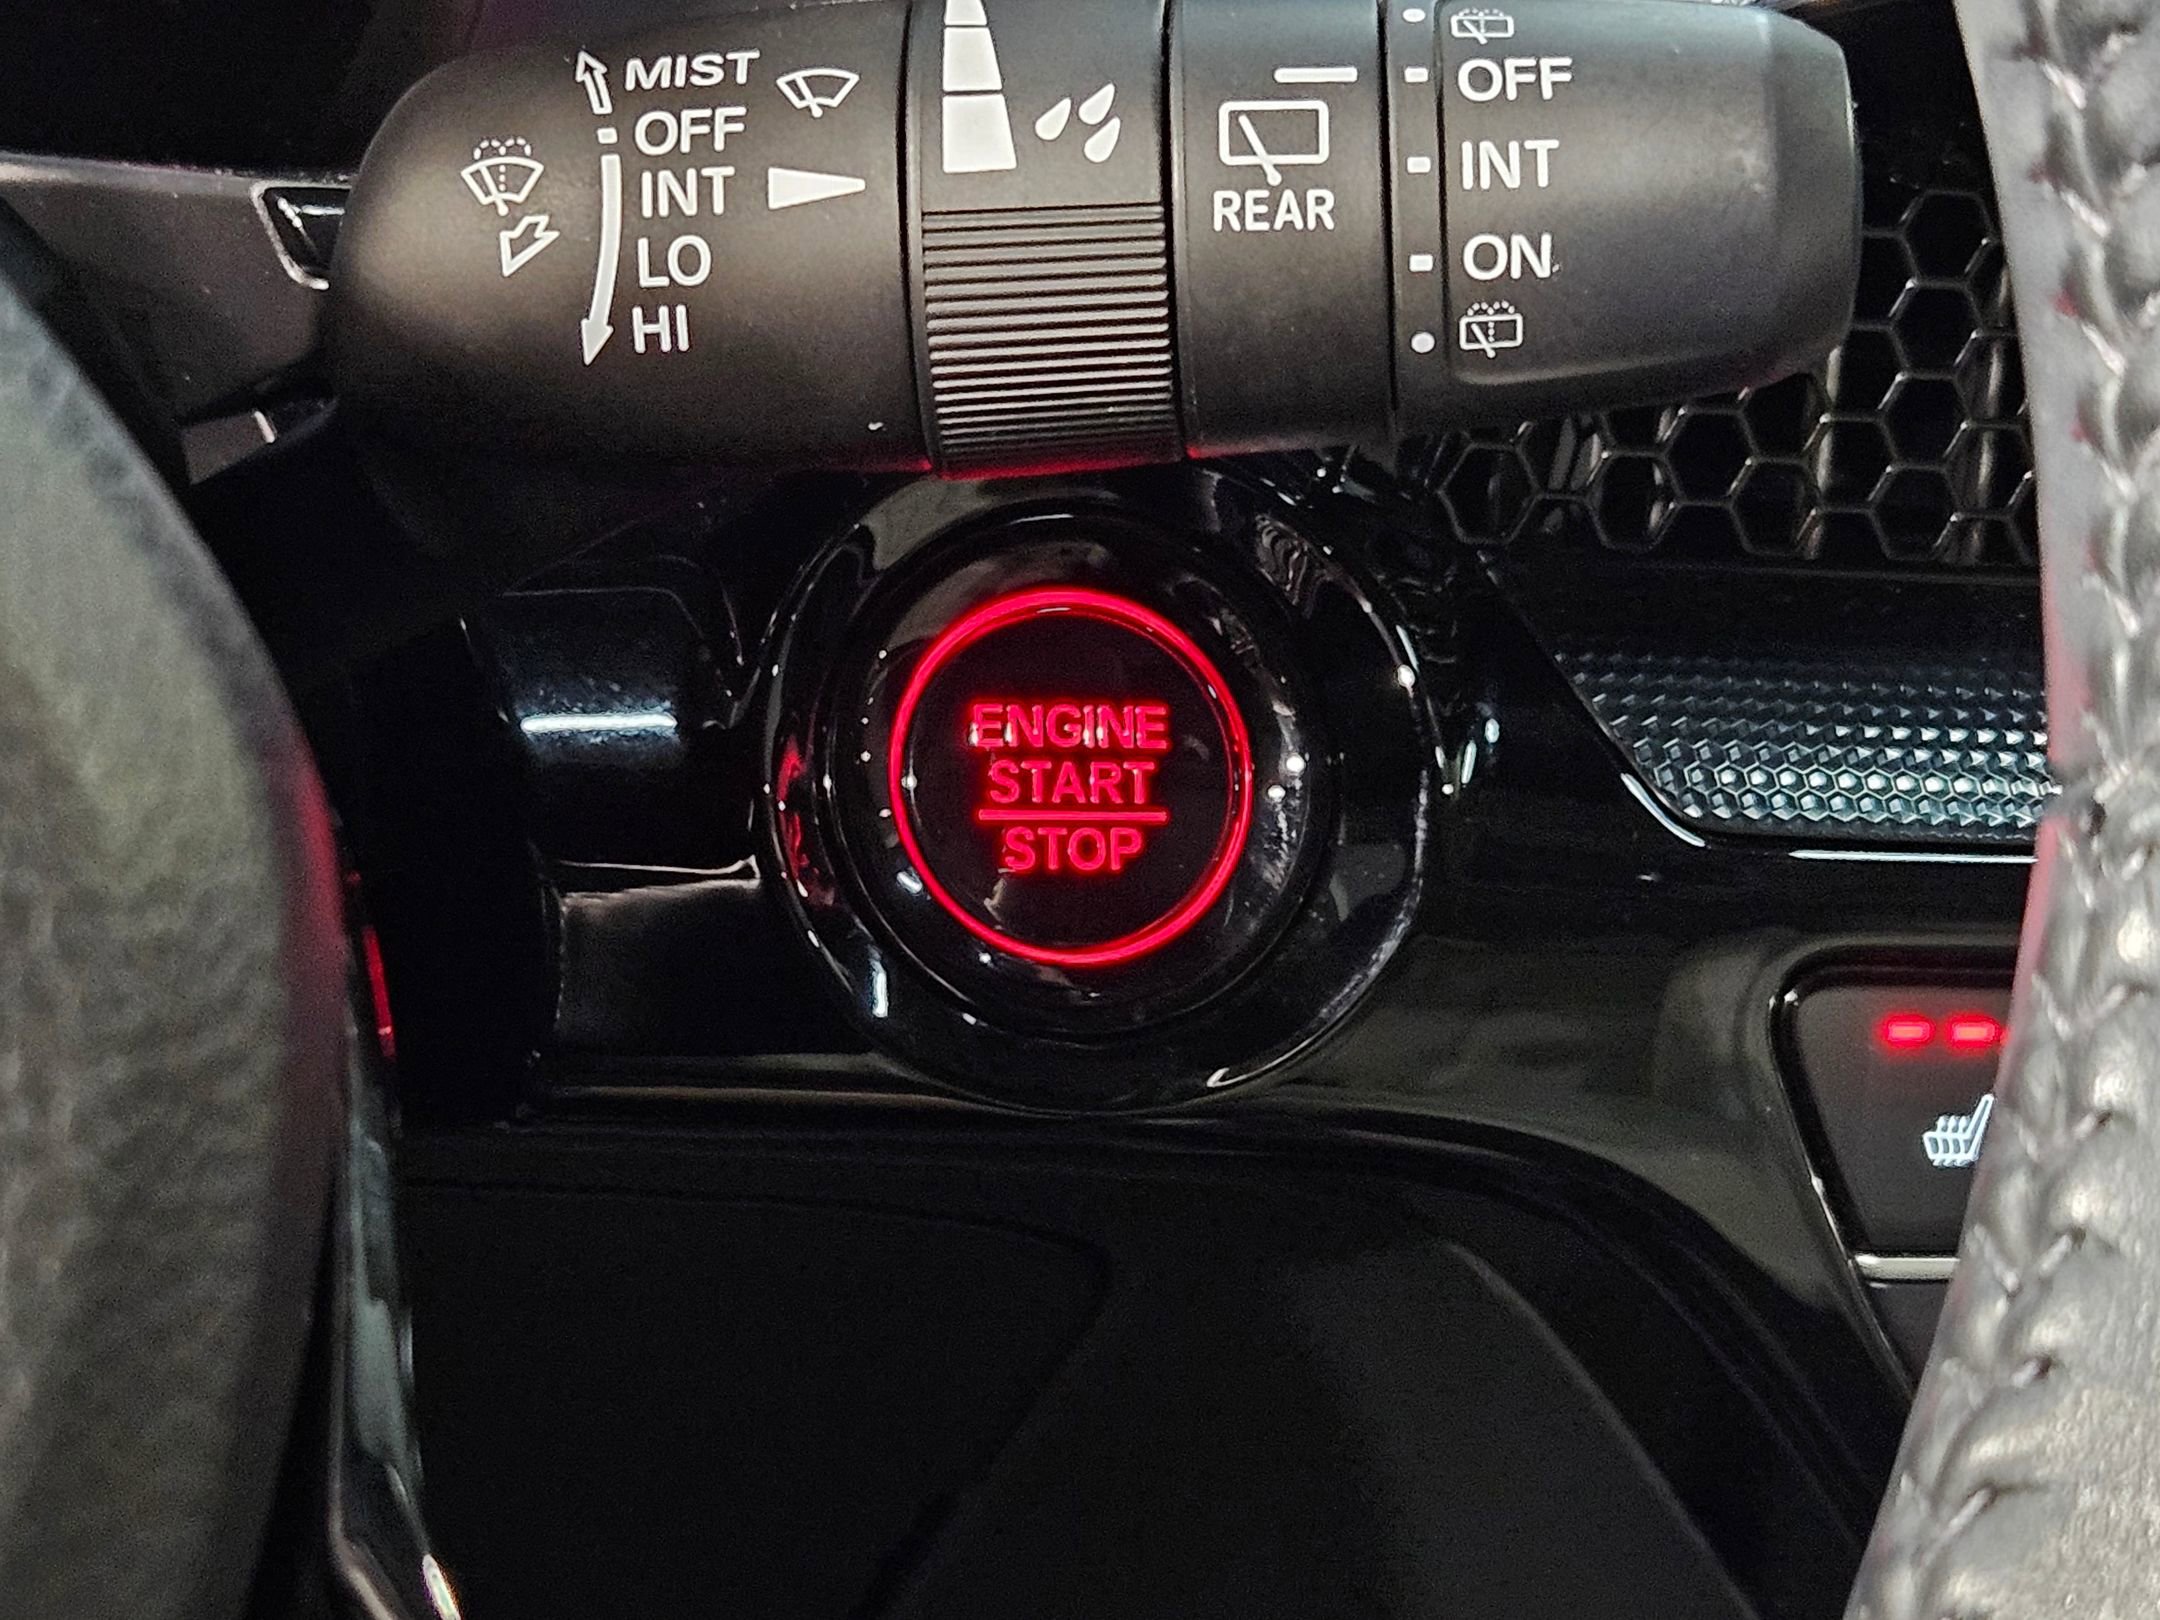 MIST
OFF
INT
LO
HI
REAR
OFF
INT
ON
ENGINE
START
STOP